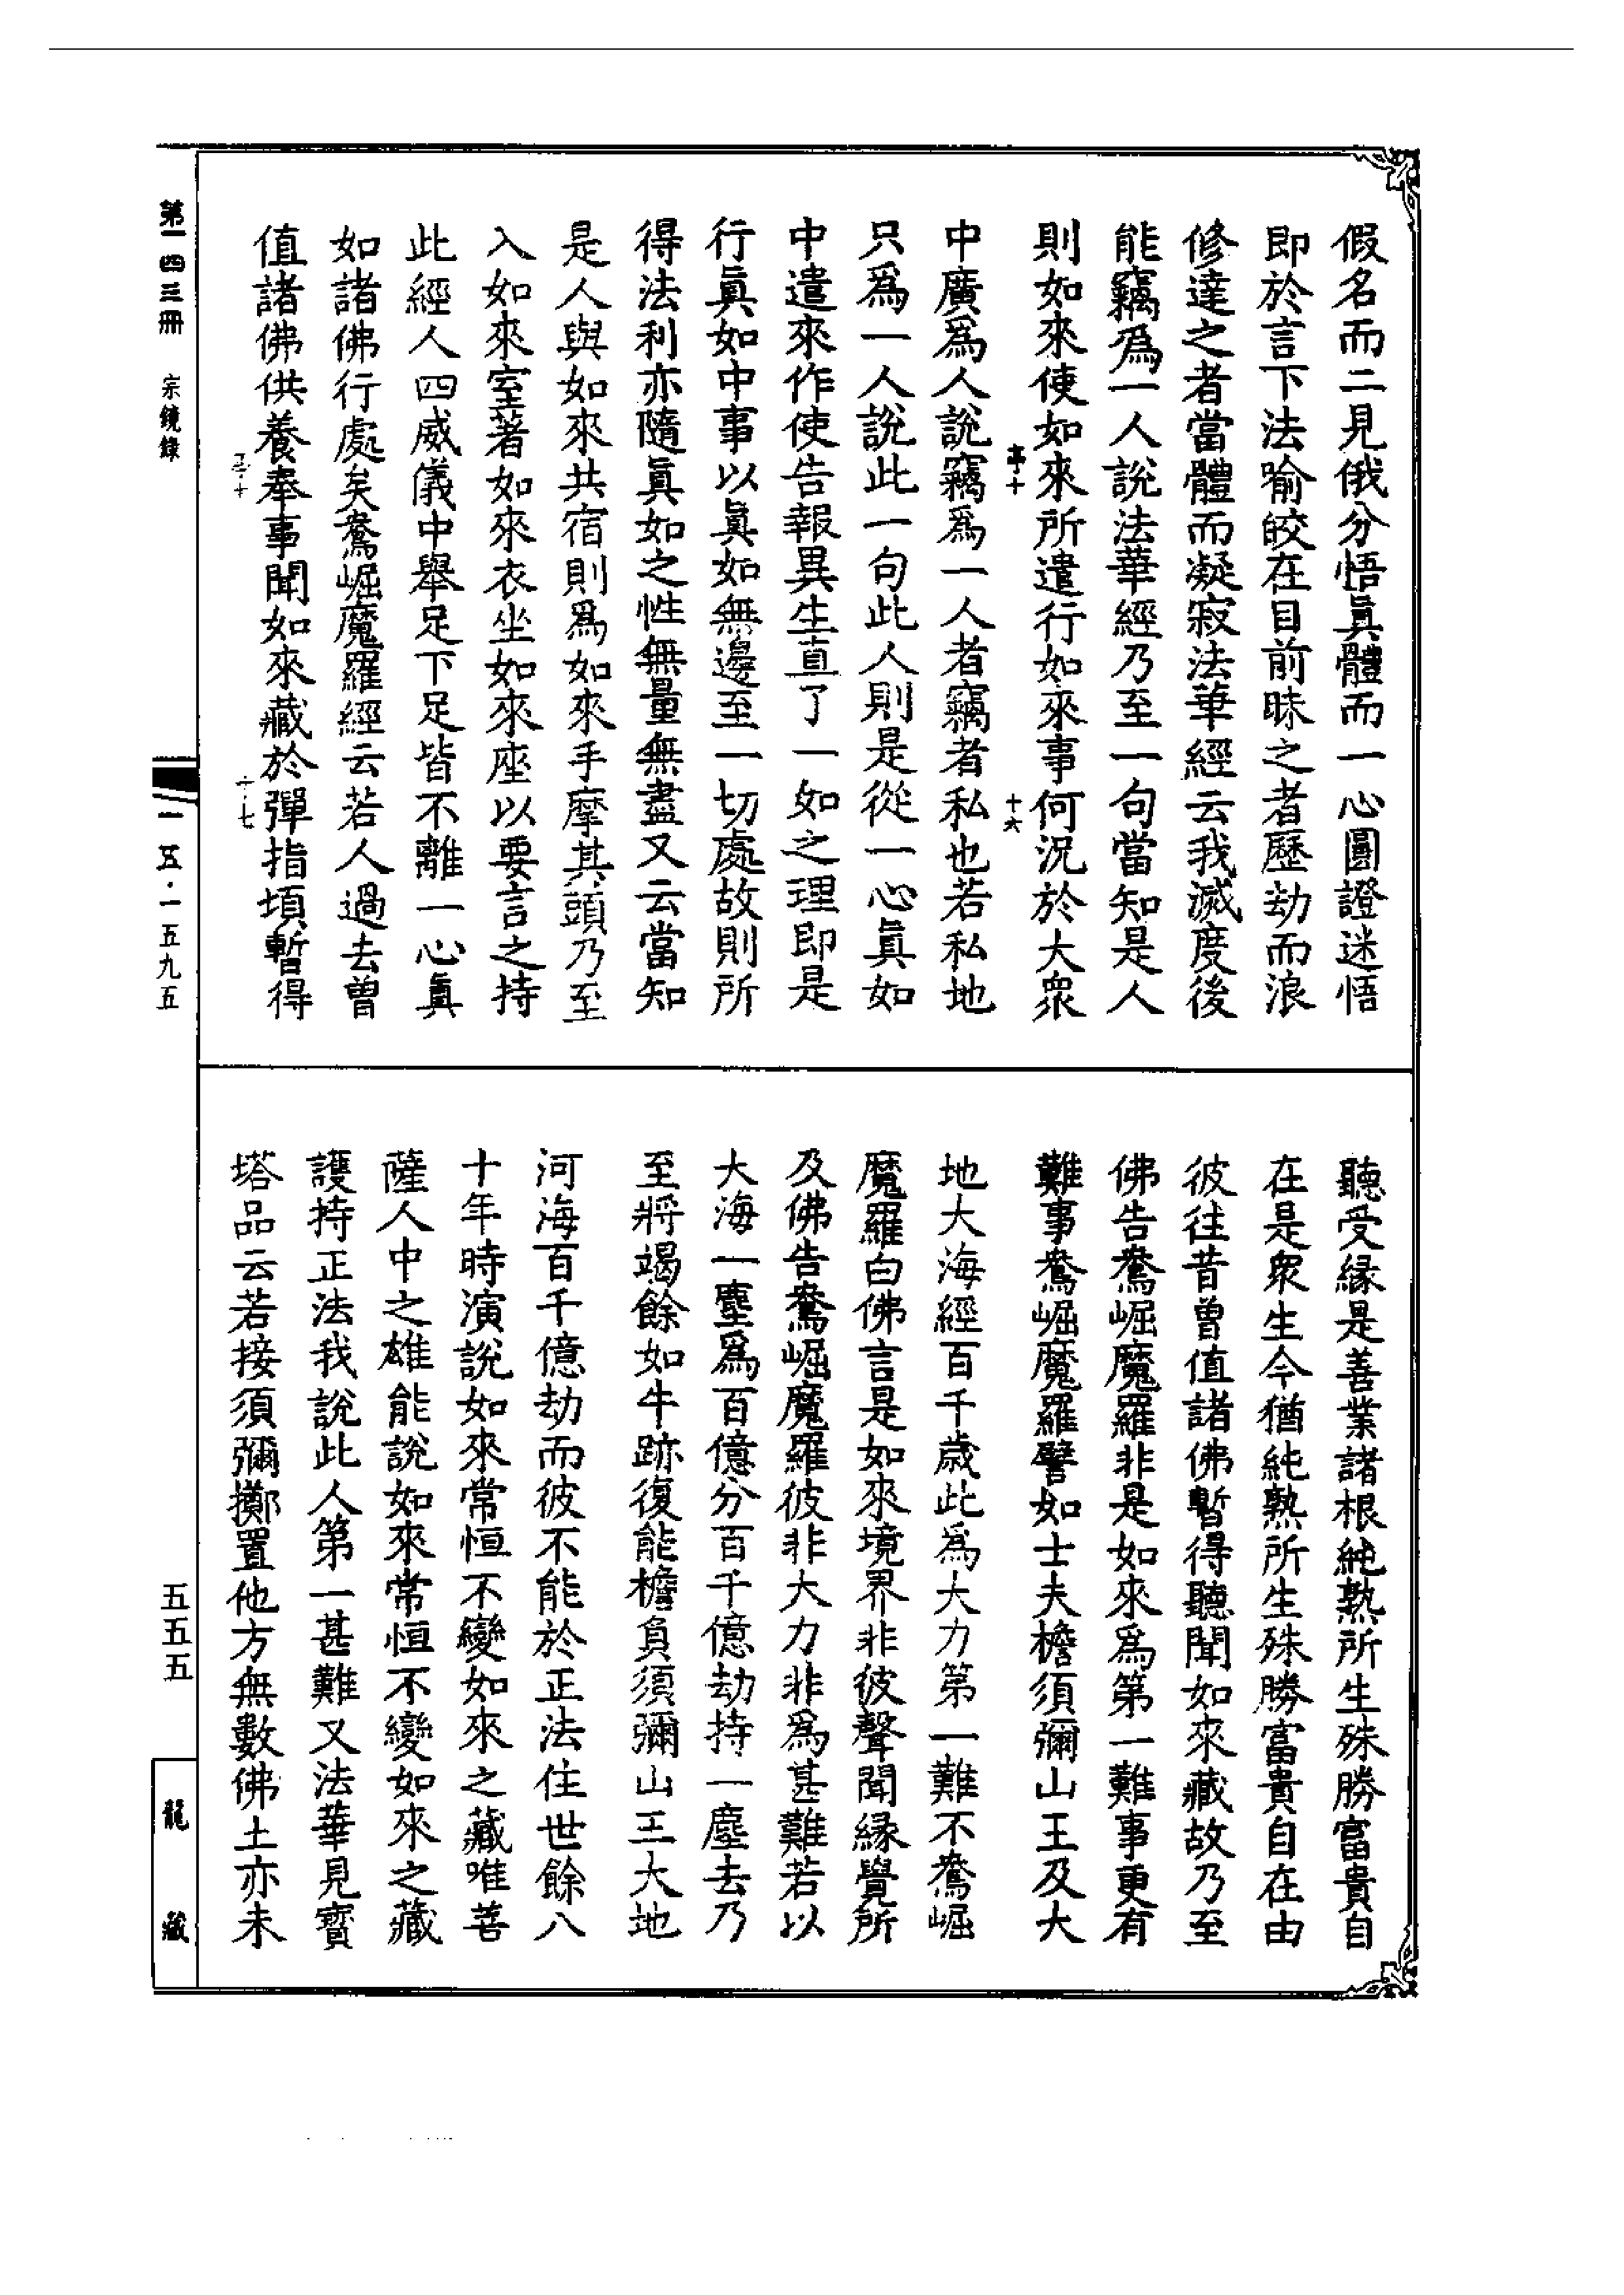 假名而二見俄分悟眞體而一心圓證迷悟
即於言下法喻皎在目前昧之者歷劫而浪
修達之者當體而凝寂法華經云我滅度後
能竊爲一人說法華經乃至一句當知是人
則如來使如來所遣行如來事何況於大衆
十六
中廣爲人說竊爲一人者竊者私也若私地
只爲一人說此一句此人則是從一心眞如
中遣來作使告報異生直了一如之理即是
行眞如中事以眞如無邊至一切處故則所
得法利亦隨眞如之性無量無盡又云當知
是人與如來共宿則爲如來手摩其頭乃至
入如來室著如來衣坐如來座以要言之持
此經人四威儀中舉足下足皆不離一心眞
如諸佛行處矣鴦崛魔羅經云若人過去曾
值諸佛供養奉事聞如來藏於彈指頃暫得
十七
聽受緣是善業諸根純熟所生殊勝富貴自
在是衆生今猶純熟所生殊勝富貴自在由
彼往昔曾值諸佛暫得聽聞如來藏故乃至
佛告鴦崛魔羅非是如來爲第一難事更有
難事鴦崛魔羅譬如士夫檐須彌山王及大
地大海經百千歲此爲大力第一難不鴦崛
魔羅白佛言是如來境界非彼聲聞緣覺所
及佛告鴦崛魔羅彼非大力非爲甚難若以
大海一塵爲百億分百千億劫持一塵去乃
至將竭餘如牛跡復能檐負須彌山王大地
河海百千億劫而彼不能於正法住世餘八
十年時演說如來常恒不變如來之藏唯菩
薩人中之雄能說如來常恒不變如來之藏
護持正法我說此人第一甚難又法華見寶
塔品云若接須彌擲置他方無數佛土亦未
第一四三冊 宗鏡錄
一一五·一五九五
五五五
龍藏